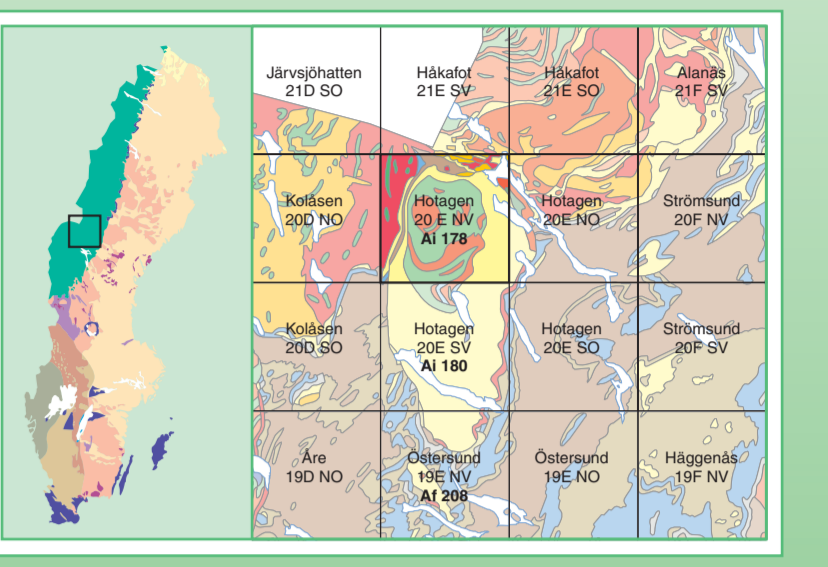 Järvsjöhatten
21D SO
Håkafot
21E SV
Håkafot
21E SO
Alanäs
21F SV
Kolåsen
20D NO
Hotagen
20 E NV
Ai 178
Hotagen
20E NO
Strömsund
20F NV
Kolåsen
20D SO
Hotagen
20E SV
Ai 180
Hotagen
20E SO
Strömsund
20F SV
Åre
19D NO
Östersund
19E NV
Af 208
Östersund
19E NO
Häggenås
19F NV